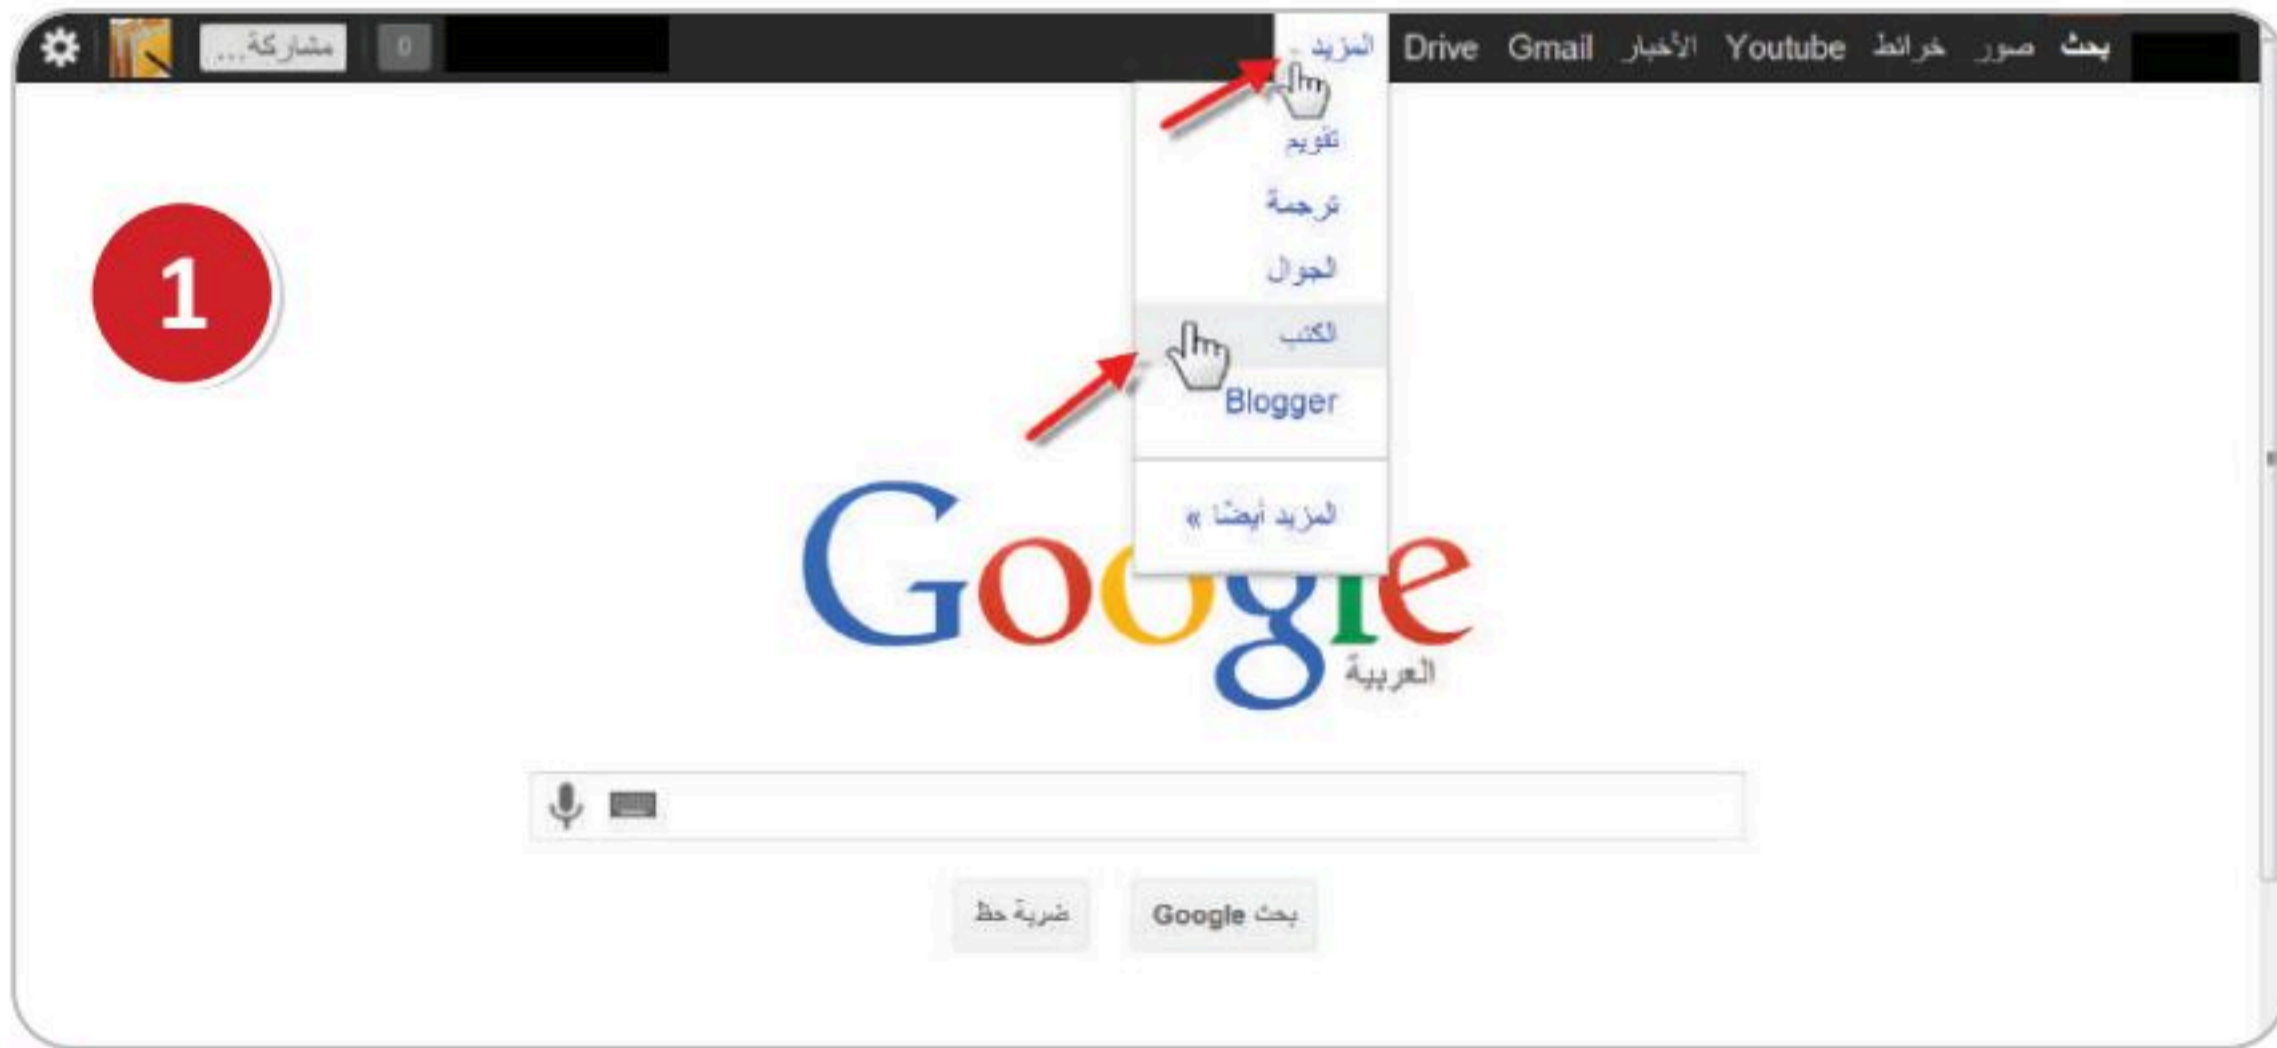 بحث صور خرائط Youtube الأخبار Gmail Drive المزيد
0 مشاركة...
تقويم
ترجمة
الجوال
الكتب
Blogger
المزيد أيضًا »
1
Google
العربية
بحث Google ضربة حظ